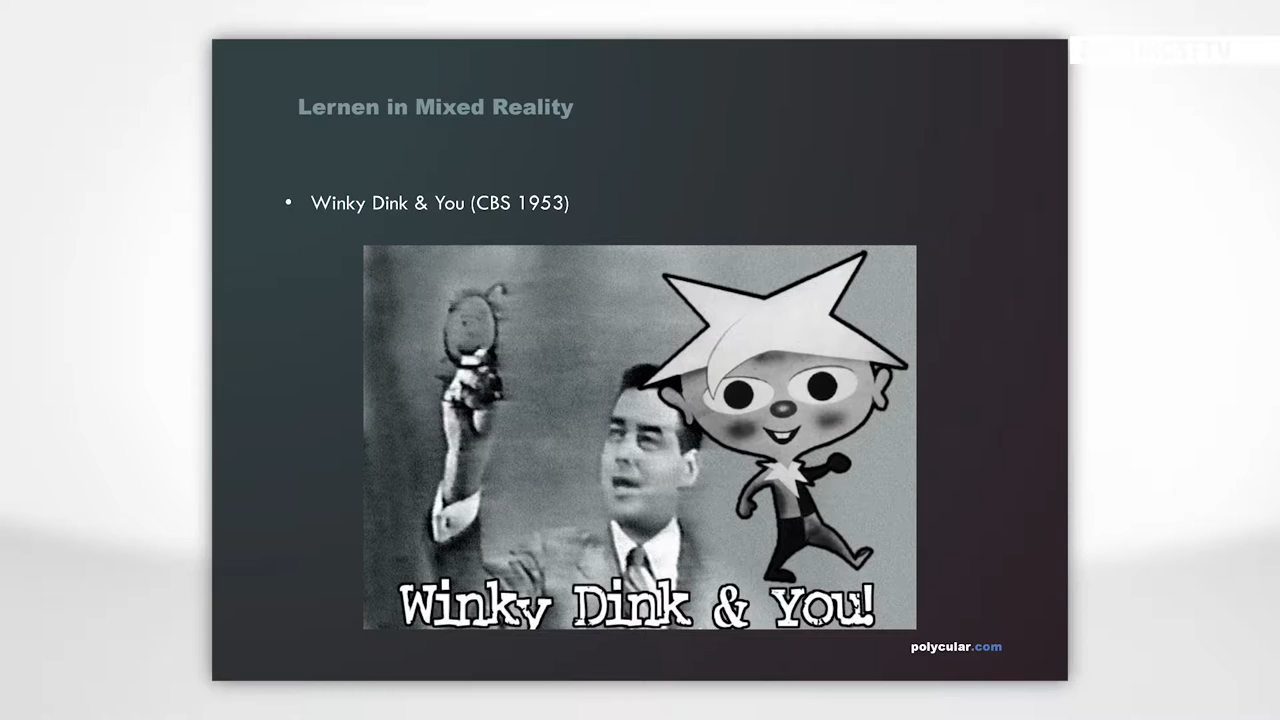 Lernen in Mixed Reality
• Winky Dink & You (CBS 1953)
Winky Dink & You!
polycular.com